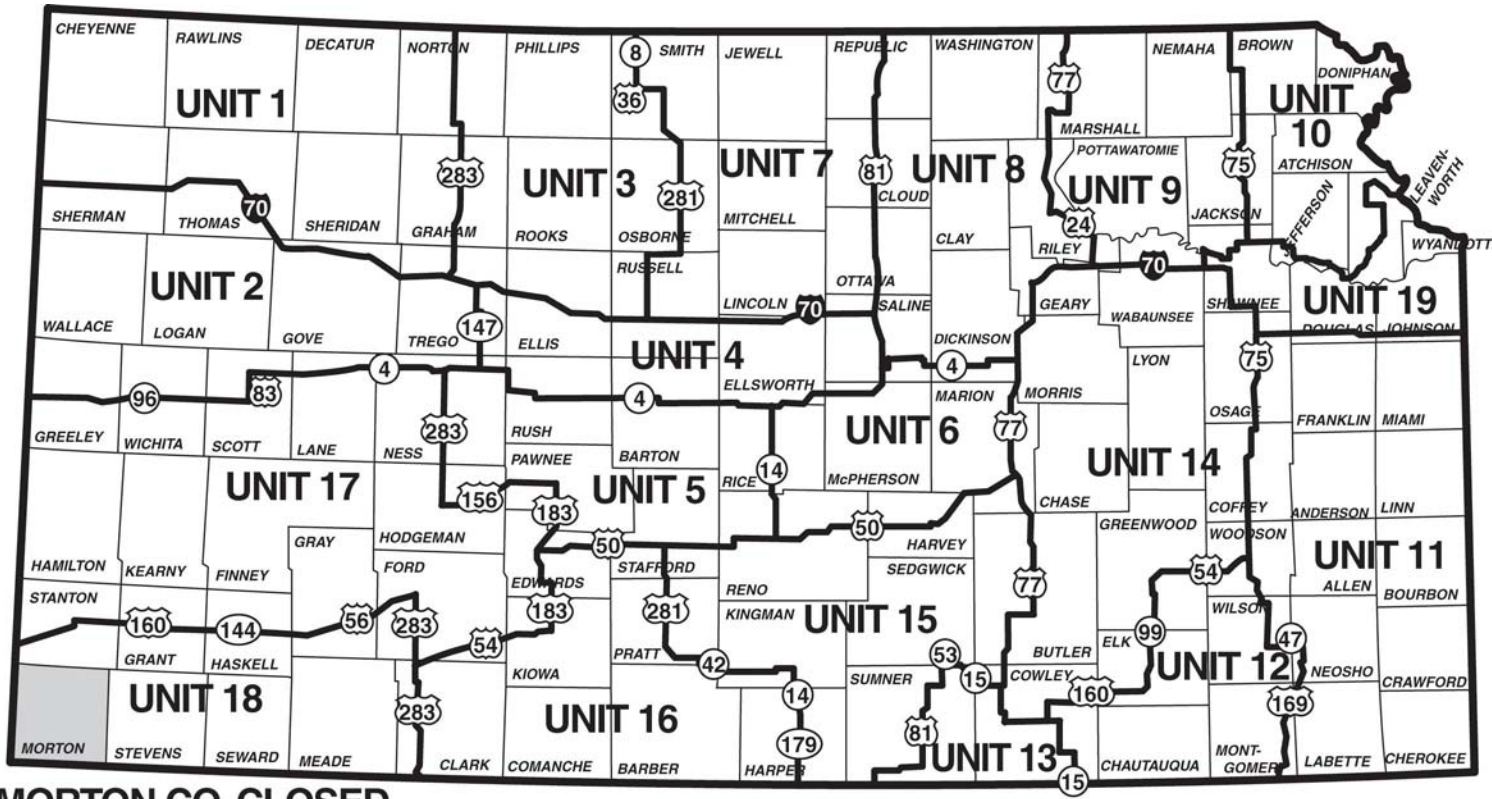 CHEYENNE RAWLINS DECATUR NORTON PHILLIPS 8 SMITH JEWELL REPUBLIC WASHINGTON NEMAHA BROWN
DONIPHAN
77
36
UNIT 1
UNIT
10
MARSHALL
POTTAWATOMIE
ATCHISON
283 UNIT 3 281 UNIT 7 81 UNIT 8 UNIT 9 75
CLOUD
LEAVEN-
WORTH
JEFFERSON
SHERMAN THOMAS 70 SHERIDAN GRAHAM ROOKS OSBORNE MITCHELL CLAY 24 JACKSON
RILEY
WYANDOTT
RUSSELL
70
UNIT 2
OTTAWA
LINCOLN 70 SALINE GEARY SHAWNEE UNIT 19
WABAUNSEE
WALLACE LOGAN GOVE TREGO 147 ELLIS DICKINSON DOUGLAS JOHNSON
UNIT 4
LYON 75
4 ELLSWORTH 4
96 83 4 MARION MORRIS
OSAGE
FRANKLIN MIAMI
GREELEY WICHITA SCOTT LANE NESS 283 RUSH UNIT 6 77
PAWNEE BARTON
UNIT 14
UNIT 17 156 UNIT 5 RICE 14 McPHERSON
183 CHASE COFFEY ANDERSON LINN
50
GREENWOOD
WOODSON
GRAY HODGEMAN 50 HARVEY UNIT 11
HAMILTON KEARNY FINNEY FORD EDWARDS STAFFORD SEDGWICK 54
RENO 77 ALLEN
STANTON BOURBON
183 281 KINGMAN WILSON
160 144 56 283 UNIT 15 99 47
54 ELK
GRANT HASKELL PRATT 42 53 BUTLER UNIT 12 NEOSHO
KIOWA SUMNER 15 COWLEY CRAWFORD
160
UNIT 18 283 UNIT 16 14 169
81
179 UNIT 13
MORTON STEVENS SEWARD MEADE CLARK COMANCHE BARBER HARPER 15 CHAUTAUQUA MONT-
GOMER LABETTE CHEROKEE
MORTON CO. CLOSED